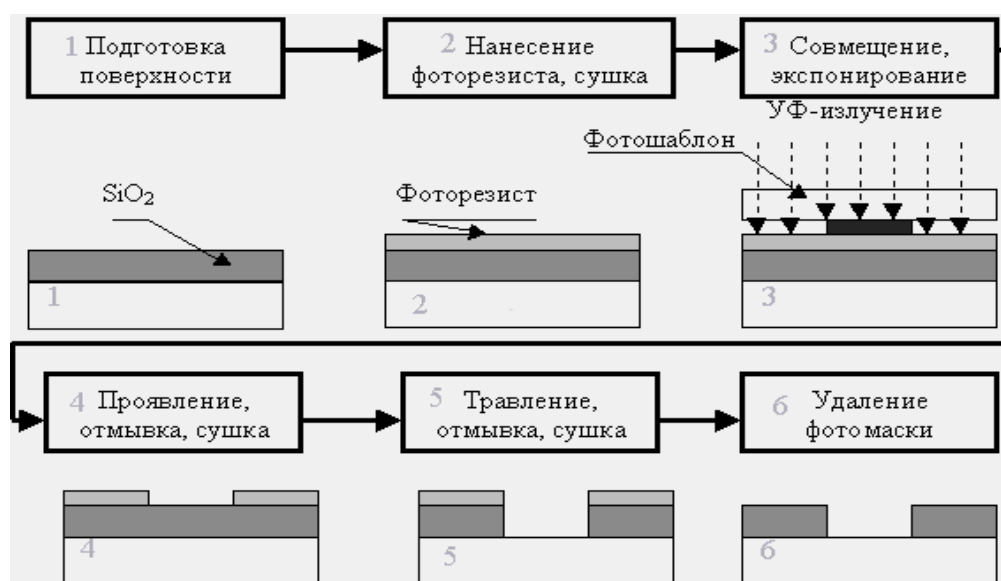 1 Подготовка
поверхности
2 Нанесение
фоторезиста, сушка
3 Совмещение,
экспонирование
УФ-излучение
Фотошаблон
SiO₂
Фоторезист
1
2
3
4 Проявление,
отмывка, сушка
5 Травление,
отмывка, сушка
6 Удаление
фотомаски
4
5
6